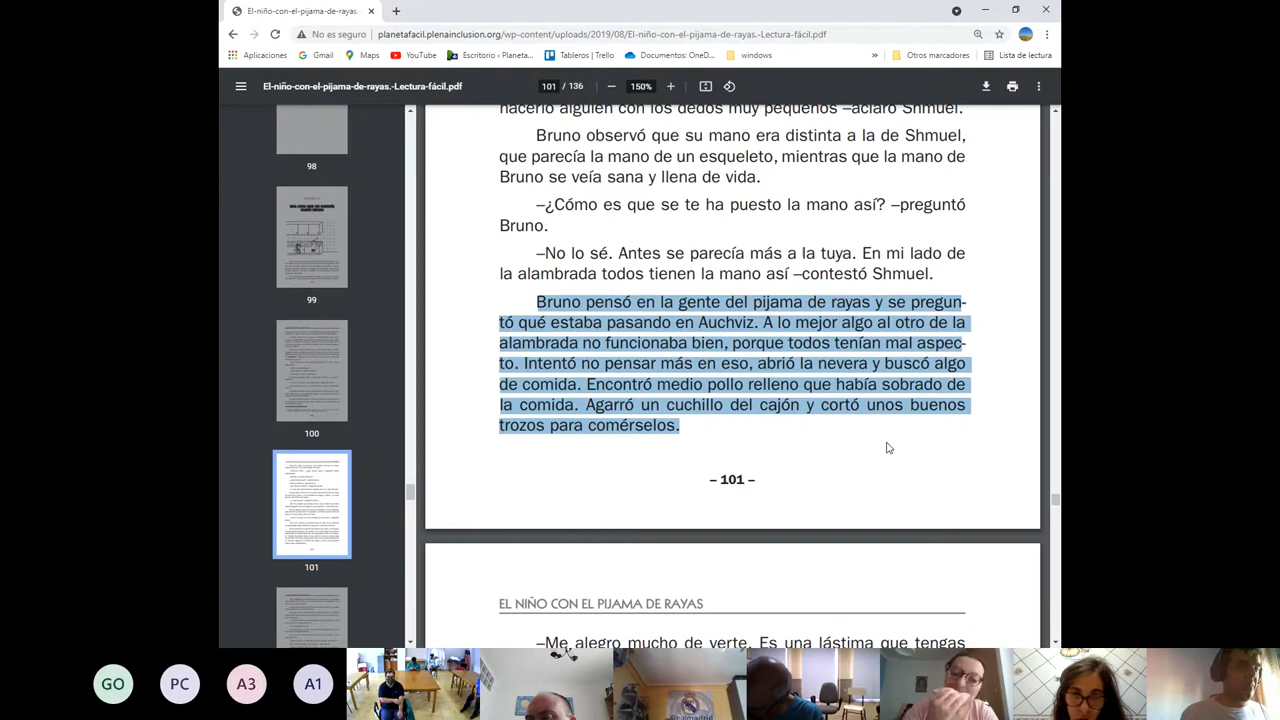 El-niño-con-el-pijama-de-rayas.-
No es seguro
planetafacil.plenainclusion.org/wp-content/uploads/2019/08/El-niño-con-el-pijama-de-rayas.-Lectura-fácil.pdf
Aplicaciones
Gmail
Maps
YouTube
Escritorio – Planeta...
Tableros | Trello
Documentos: OneD...
windows
»
Otros marcadores
Lista de lectura
El-niño-con-el-pijama-de-rayas.-Lectura-fácil.pdf
101 / 136
150%
98
99
100
101
hacerlo alguien con los dedos muy pequeños –aclaró Shmuel.
Bruno observó que su mano era distinta a la de Shmuel,
que parecía la mano de un esqueleto, mientras que la mano de
Bruno se veía sana y llena de vida.
–¿Cómo es que se te ha puesto la mano así? –preguntó
Bruno.
–No lo sé. Antes se parecía más a la tuya. En mi lado de
la alambrada todos tienen la mano así –contestó Shmuel.
Bruno pensó en la gente del pijama de rayas y se pregun-
tó qué estaba pasando en Auchviz. A lo mejor algo al otro de la
alambrada no funcionaba bien, porque todos tenían mal aspec-
to. Intentó no pensar más en ello, abrió la nevera y buscó algo
de comida. Encontró medio pollo relleno que había sobrado de
la comida. Agarró un cuchillo de un cajón y cortó unos buenos
trozos para comérselos.
– 101 –
EL NIÑO CON EL PIJAMA DE RAYAS
–Me alegro mucho de verte. Es una lástima que tengas
GO
PC
A3
A1
Realmadrid